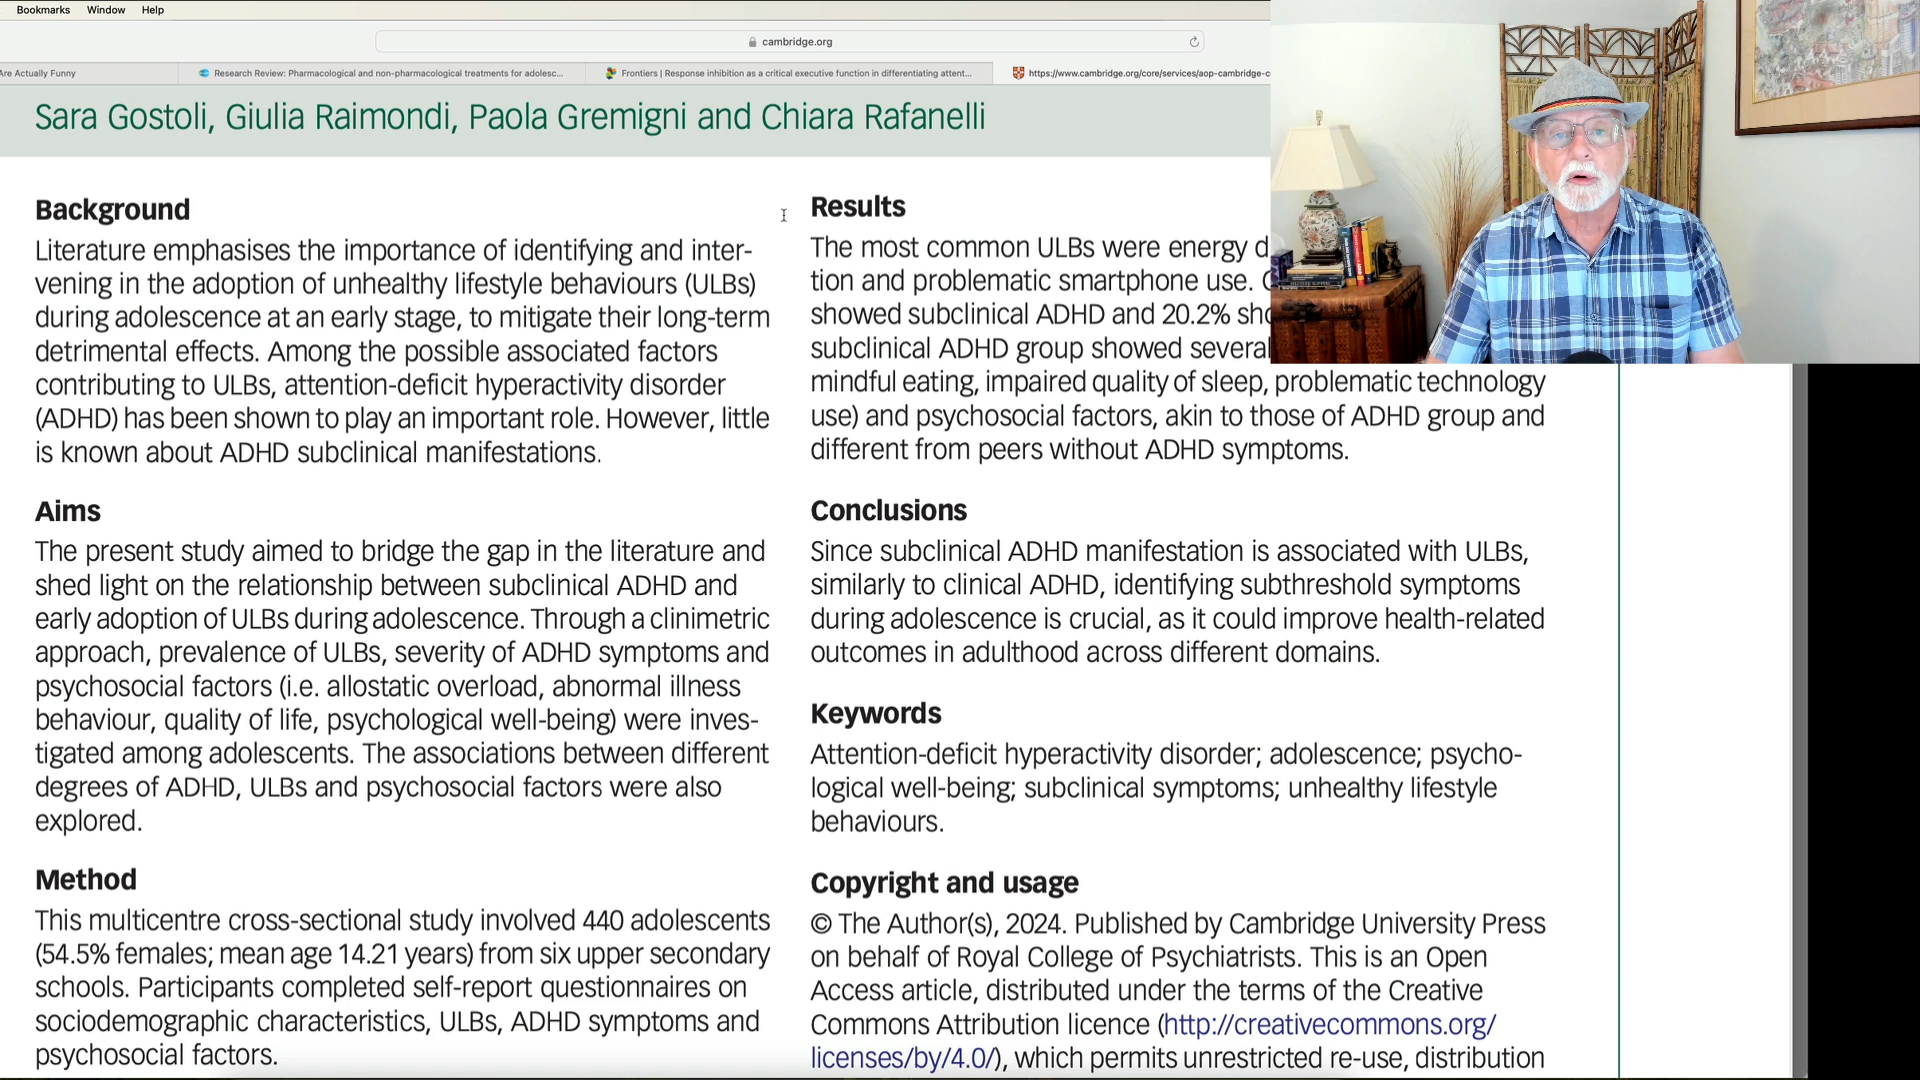 Bookmarks Window Help
cambridge.org
Are Actually Funny
Research Review: Pharmacological and non-pharmacological treatments for adolesc...
Frontiers | Response inhibition as a critical executive function in differentiating attent...
https://www.cambridge.org/core/services/aop-cambridge-c
Sara Gostoli, Giulia Raimondi, Paola Gremigni and Chiara Rafanelli
Background
Literature emphasises the importance of identifying and inter-
vening in the adoption of unhealthy lifestyle behaviours (ULBs)
during adolescence at an early stage, to mitigate their long-term
detrimental effects. Among the possible associated factors
contributing to ULBs, attention-deficit hyperactivity disorder
(ADHD) has been shown to play an important role. However, little
is known about ADHD subclinical manifestations.
Aims
The present study aimed to bridge the gap in the literature and
shed light on the relationship between subclinical ADHD and
early adoption of ULBs during adolescence. Through a clinimetric
approach, prevalence of ULBs, severity of ADHD symptoms and
psychosocial factors (i.e. allostatic overload, abnormal illness
behaviour, quality of life, psychological well-being) were inves-
tigated among adolescents. The associations between different
degrees of ADHD, ULBs and psychosocial factors were also
explored.
Method
This multicentre cross-sectional study involved 440 adolescents
(54.5% females; mean age 14.21 years) from six upper secondary
schools. Participants completed self-report questionnaires on
sociodemographic characteristics, ULBs, ADHD symptoms and
psychosocial factors.
Results
The most common ULBs were energy d
tion and problematic smartphone use.
showed subclinical ADHD and 20.2% sho
subclinical ADHD group showed several
mindful eating, impaired quality of sleep, problematic technology
use) and psychosocial factors, akin to those of ADHD group and
different from peers without ADHD symptoms.
Conclusions
Since subclinical ADHD manifestation is associated with ULBs,
similarly to clinical ADHD, identifying subthreshold symptoms
during adolescence is crucial, as it could improve health-related
outcomes in adulthood across different domains.
Keywords
Attention-deficit hyperactivity disorder; adolescence; psycho-
logical well-being; subclinical symptoms; unhealthy lifestyle
behaviours.
Copyright and usage
© The Author(s), 2024. Published by Cambridge University Press
on behalf of Royal College of Psychiatrists. This is an Open
Access article, distributed under the terms of the Creative
Commons Attribution licence (http://creativecommons.org/
licenses/by/4.0/), which permits unrestricted re-use, distribution